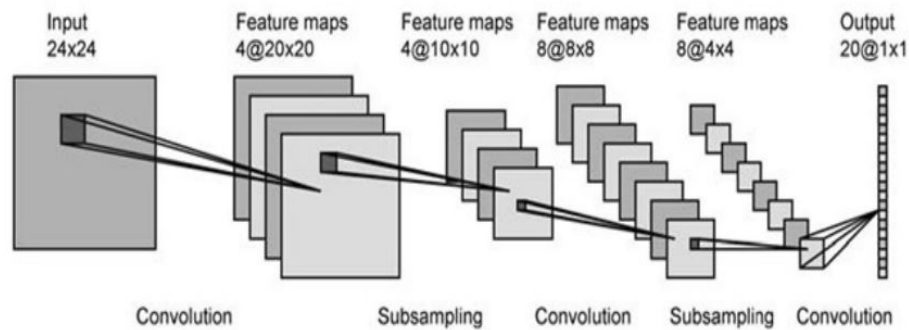 Input
24x24
Feature maps
4@20x20
Feature maps
4@10x10
Feature maps
8@8x8
Feature maps
8@4x4
Output
20@1x1
Convolution
Subsampling
Convolution
Subsampling
Convolution